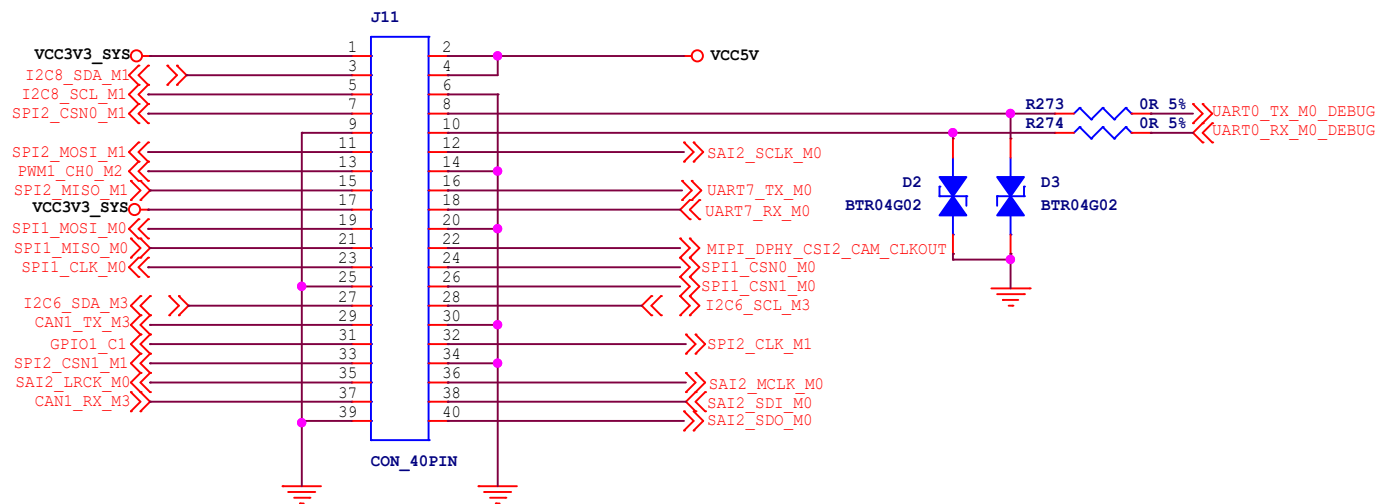 J11
VCC3V3_SYS 1 2 VCC5V
I2C8_SDA_M1 3 4
I2C8_SCL_M1 5 6
SPI2_CSN0_M1 7 8 R273 0R 5% UART0_TX_M0_DEBUG
9 10 R274 0R 5% UART0_RX_M0_DEBUG
SPI2_MOSI_M1 11 12 SAI2_SCLK_M0
PWM1_CH0_M2 13 14
SPI2_MISO_M1 15 16 UART7_TX_M0
D2 D3
BTR04G02 BTR04G02
VCC3V3_SYS 17 18 UART7_RX_M0
SPI1_MOSI_M0 19 20
SPI1_MISO_M0 21 22 MIPI_DPHY_CSI2_CAM_CLKOUT
SPI1_CLK_M0 23 24 SPI1_CSN0_M0
25 26 SPI1_CSN1_M0
I2C6_SDA_M3 27 28 I2C6_SCL_M3
CAN1_TX_M3 29 30
GPIO1_C1 31 32 SPI2_CLK_M1
SPI2_CSN1_M1 33 34
SAI2_LRCK_M0 35 36 SAI2_MCLK_M0
CAN1_RX_M3 37 38 SAI2_SDI_M0
39 40 SAI2_SDO_M0
CON_40PIN